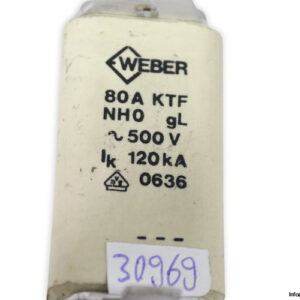 WEBER
80A KTF
NH0 gL
~ 500 V
Ik 120 kA
0636
---
30969